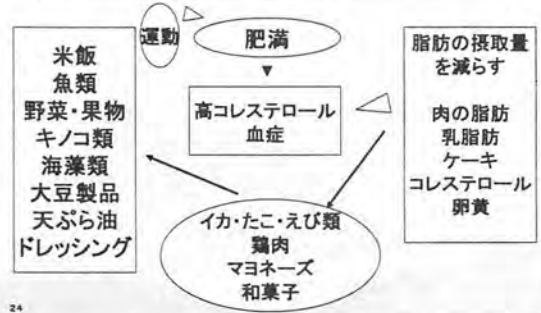 運動
肥満
米飯
魚類
野菜・果物
キノコ類
海藻類
大豆製品
天ぷら油
ドレッシング
高コレステロール
血症
脂肪の摂取量
を減らす
肉の脂肪
乳脂肪
ケーキ
コレステロール
卵黄
イカ・たこ・えび類
鶏肉
マヨネーズ
和菓子
24